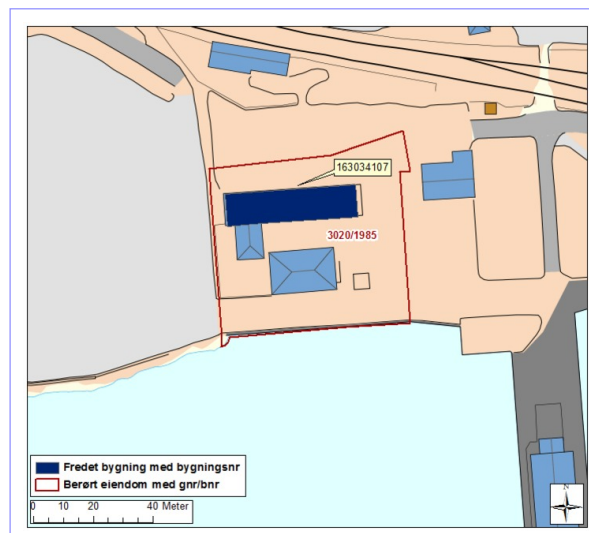 163034107
3020/1985
Fredet bygning med bygningsnr
Berørt eiendom med gnr/bnr
0 10 20 40 Meter
N